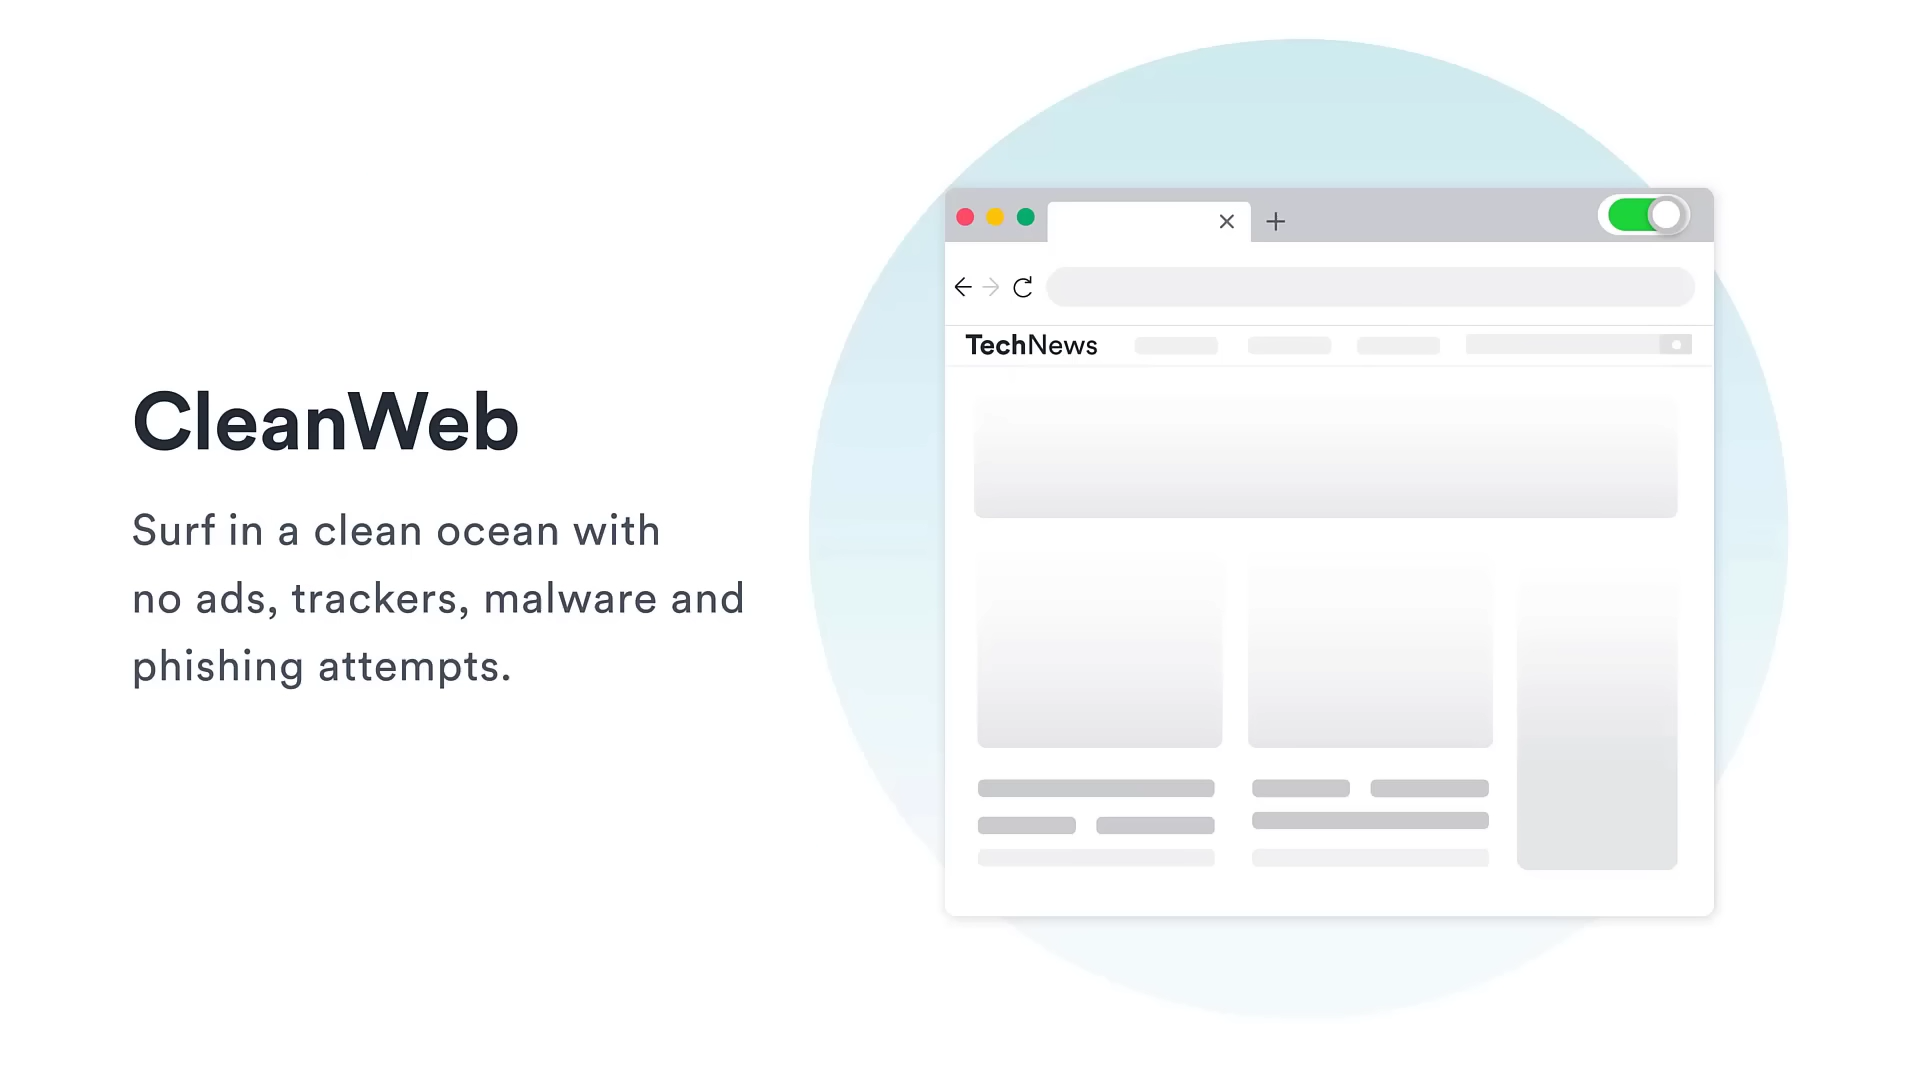 CleanWeb
Surf in a clean ocean with
no ads, trackers, malware and
phishing attempts.
TechNews